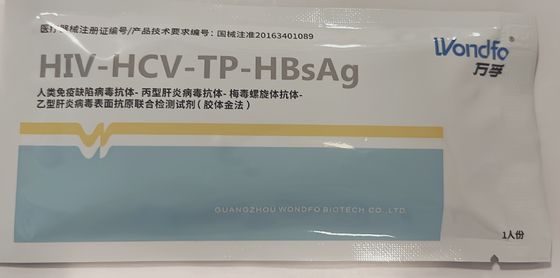 医疗器械注册证编号/产品技术要求编号：国械注准20163401089
Wondfo
万孚
HIV-HCV-TP-HBsAg
人类免疫缺陷病毒抗体-丙型肝炎病毒抗体-梅毒螺旋体抗体-
乙型肝炎病毒表面抗原联合检测试剂（胶体金法）
GUANGZHOU WONDFO BIOTECH CO.,LTD.
1人份